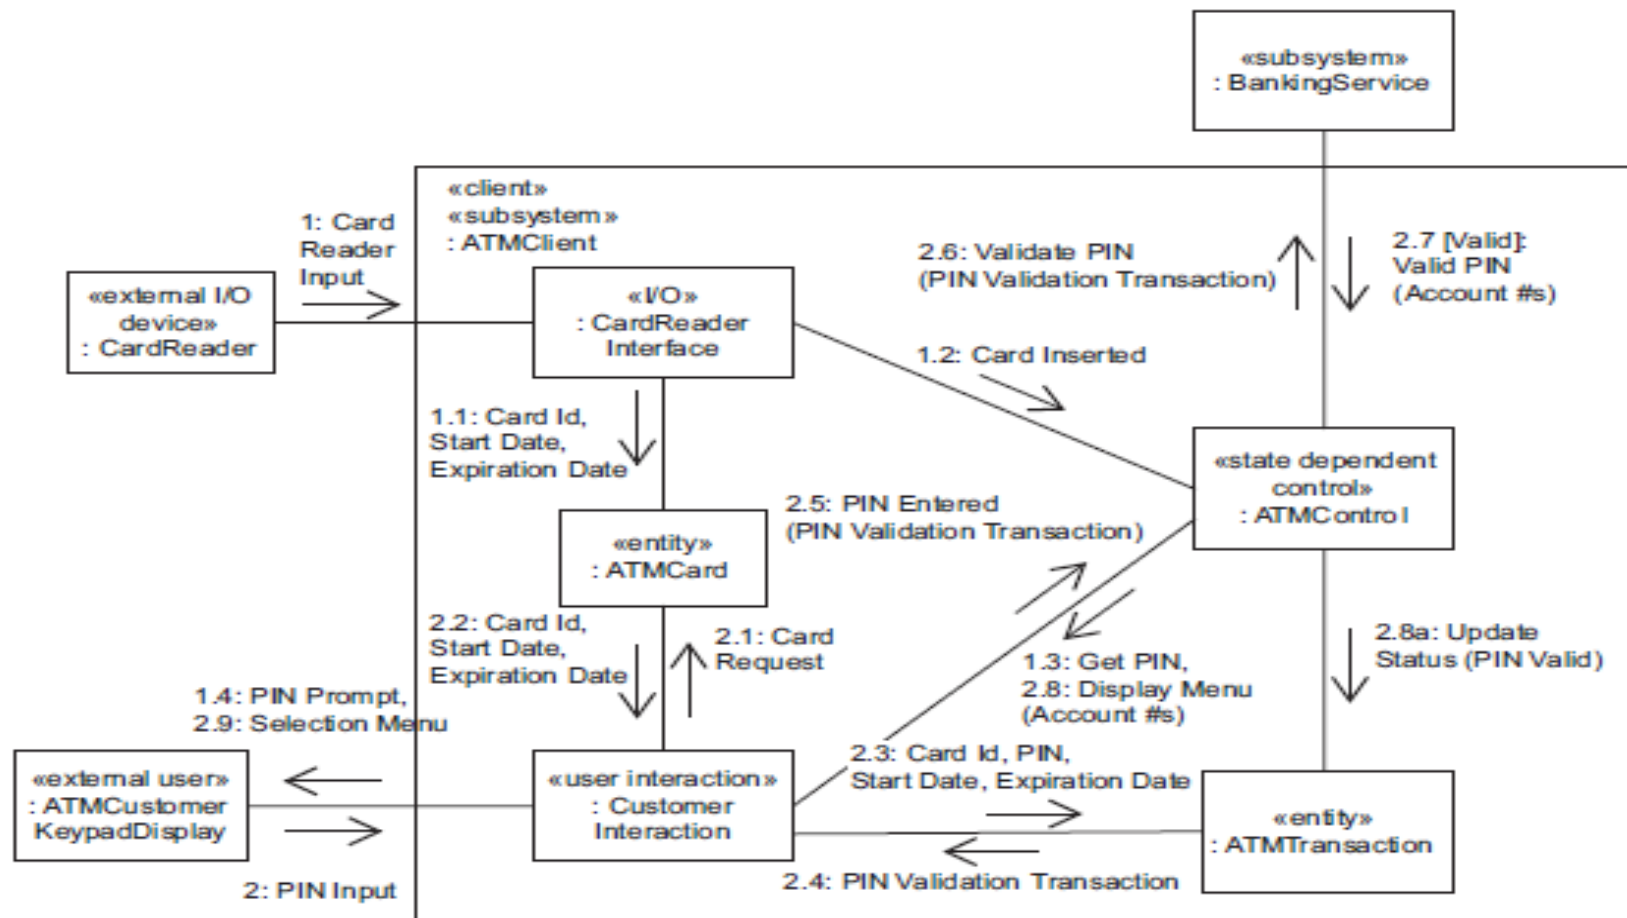 «subsystem»
: BankingService
«client»
«subsystem»
: ATMClient
1: Card
Reader
Input
2.6: Validate PIN
(PIN Validation Transaction)
2.7 [Valid]:
Valid PIN
(Account #s)
«external I/O
device»
: CardReader
«I/O»
: CardReader
Interface
1.2: Card Inserted
1.1: Card Id,
Start Date,
Expiration Date
«state dependent
control»
: ATMControl
2.5: PIN Entered
(PIN Validation Transaction)
«entity»
: ATMCard
2.2: Card Id,
Start Date,
Expiration Date
2.1: Card
Request
1.3: Get PIN,
2.8: Display Menu
(Account #s)
2.8a: Update
Status (PIN Valid)
1.4: PIN Prompt,
2.9: Selection Menu
2.3: Card Id, PIN,
Start Date, Expiration Date
«external user»
: ATMCustomer
KeypadDisplay
«user interaction»
: Customer
Interaction
«entity»
: ATMTransaction
2: PIN Input
2.4: PIN Validation Transaction